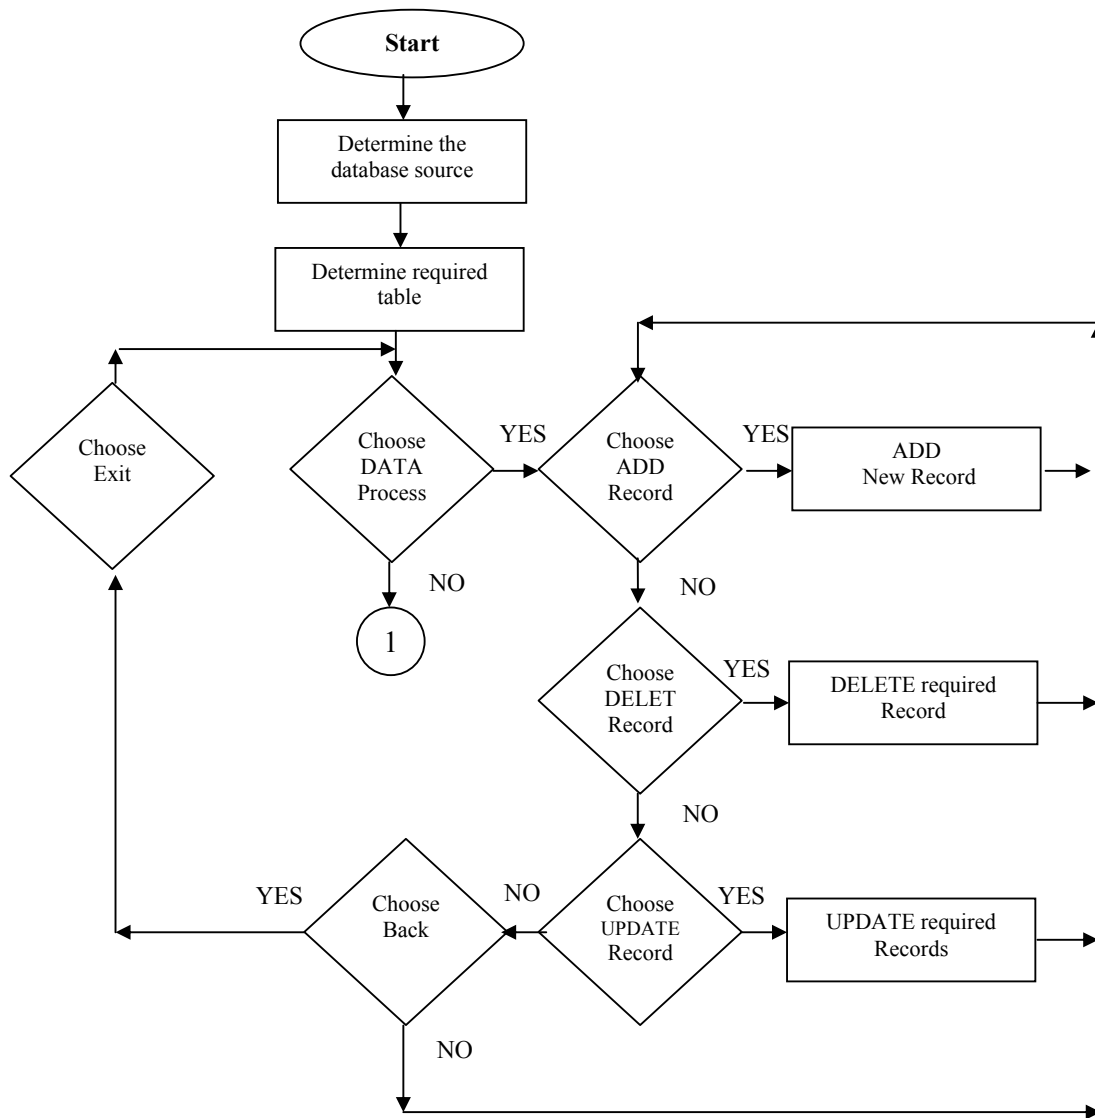 Start
Determine the
database source
Determine required
table
Choose
Exit
Choose
DATA
Process
YES
Choose
ADD
Record
YES
ADD
New Record
NO
1
NO
Choose
DELET
Record
YES
DELETE required
Record
NO
YES
Choose
Back
NO
Choose
UPDATE
Record
YES
UPDATE required
Records
NO